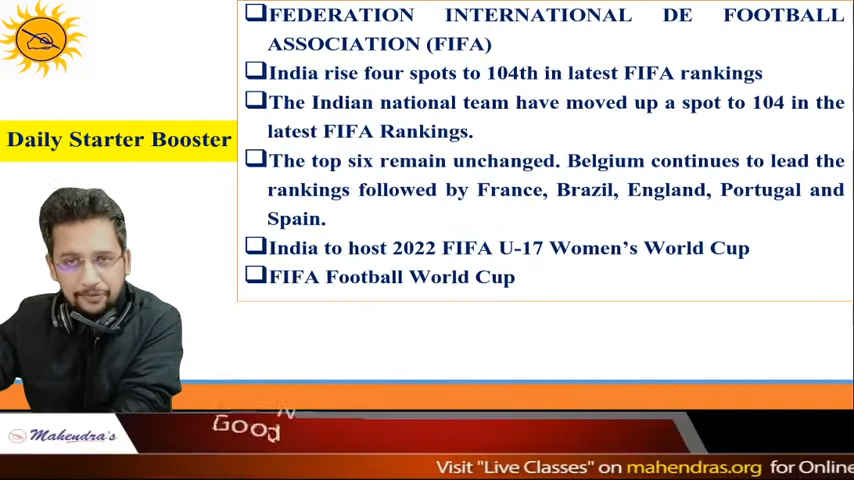 FEDERATION INTERNATIONAL DE FOOTBALL
ASSOCIATION (FIFA)
India rise four spots to 104th in latest FIFA rankings
The Indian national team have moved up a spot to 104 in the
latest FIFA Rankings.
Daily Starter Booster
The top six remain unchanged. Belgium continues to lead the
rankings followed by France, Brazil, England, Portugal and
Spain.
India to host 2022 FIFA U-17 Women's World Cup
FIFA Football World Cup
Good
Mahendra's
Visit "Live Classes" on mahendras.org for Online